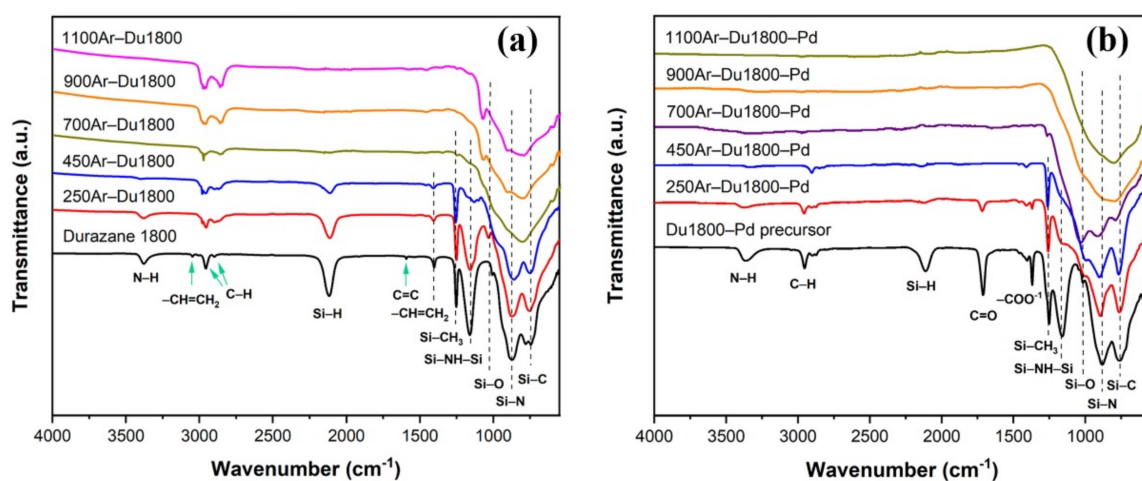 (a)
1100Ar–Du1800
900Ar–Du1800
700Ar–Du1800
450Ar–Du1800
250Ar–Du1800
Durazane 1800
N–H
–CH=CH₂
C–H
Si–H
C=C
–CH=CH₂
Si–CH₃
Si–NH–Si
Si–O
Si–N
Si–C
Transmittance (a.u.)
4000 3500 3000 2500 2000 1500 1000
Wavenumber (cm⁻¹)
(b)
1100Ar–Du1800–Pd
900Ar–Du1800–Pd
700Ar–Du1800–Pd
450Ar–Du1800–Pd
250Ar–Du1800–Pd
Du1800–Pd precursor
N–H
C–H
Si–H
C=O
–COO⁻¹
Si–CH₃
Si–NH–Si
Si–O
Si–N
Si–C
Transmittance (a.u.)
4000 3500 3000 2500 2000 1500 1000
Wavenumber (cm⁻¹)